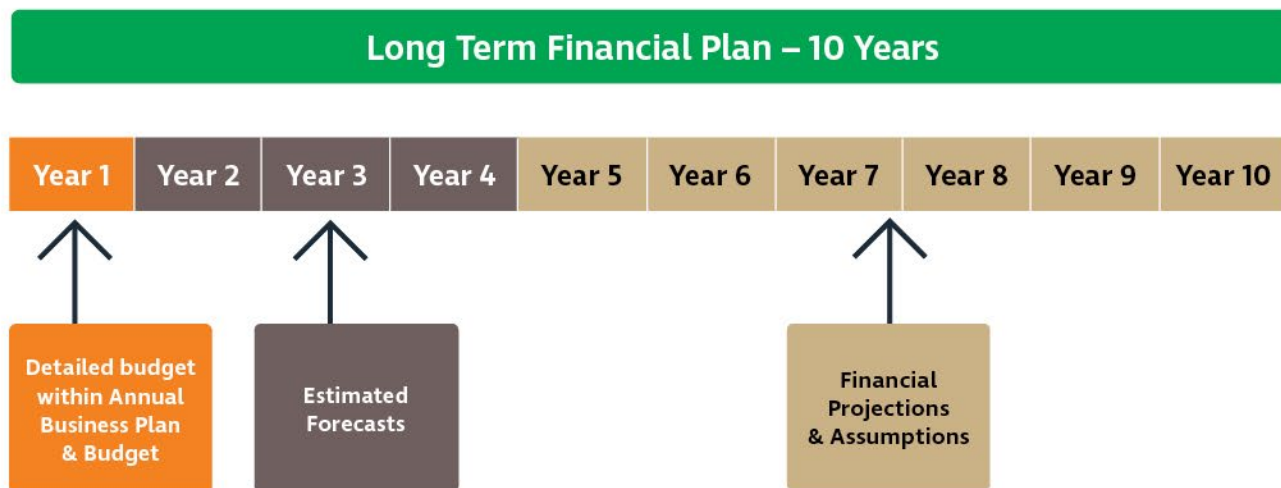 Long Term Financial Plan – 10 Years
Year 1 Year 2 Year 3 Year 4 Year 5 Year 6 Year 7 Year 8 Year 9 Year 10
Detailed budget
within Annual
Business Plan
& Budget
Estimated
Forecasts
Financial
Projections
& Assumptions